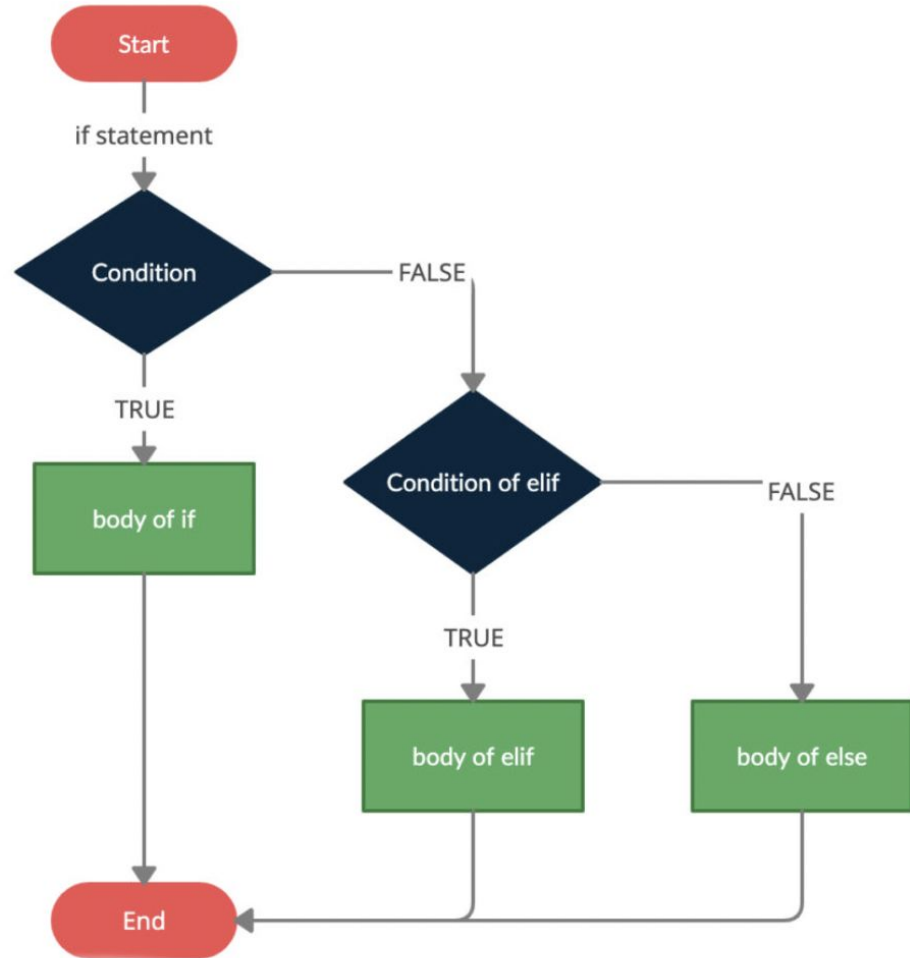 Start
if statement
Condition
FALSE
TRUE
Condition of elif
body of if
FALSE
TRUE
body of elif
body of else
End